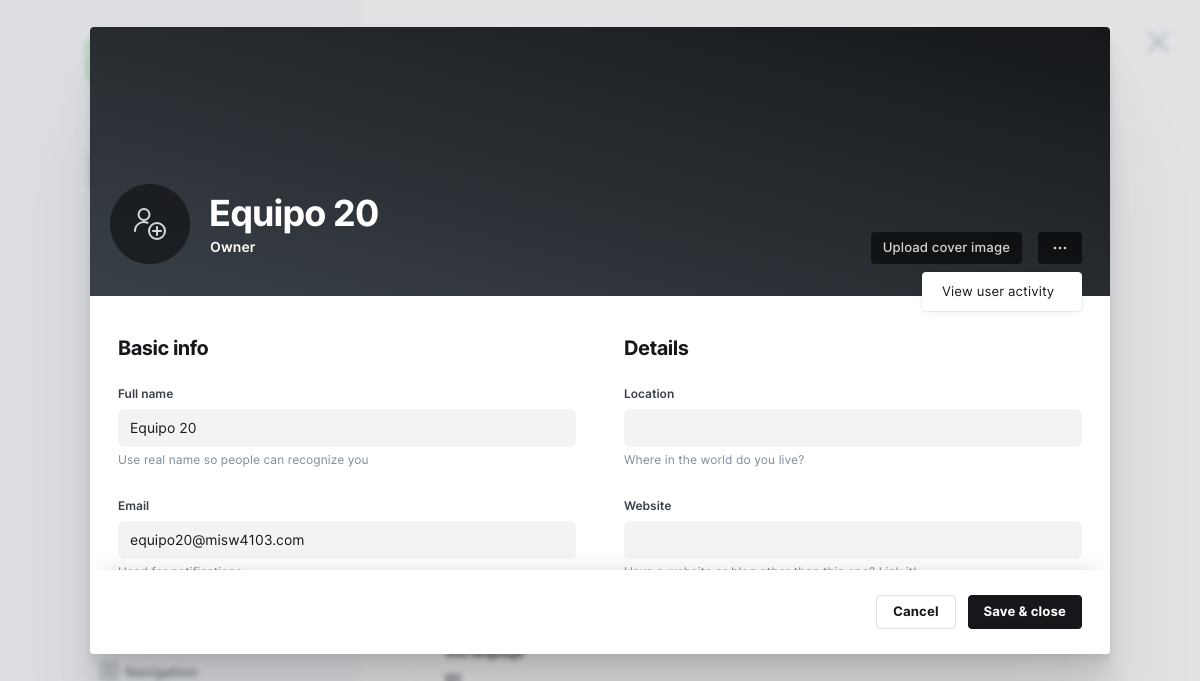 Equipo 20
Owner
Upload cover image
View user activity
Basic info
Details
Full name
Equipo 20
Use real name so people can recognize you
Location
Where in the world do you live?
Email
equipo20@misw4103.com
Website
Cancel
Save & close
Navigation